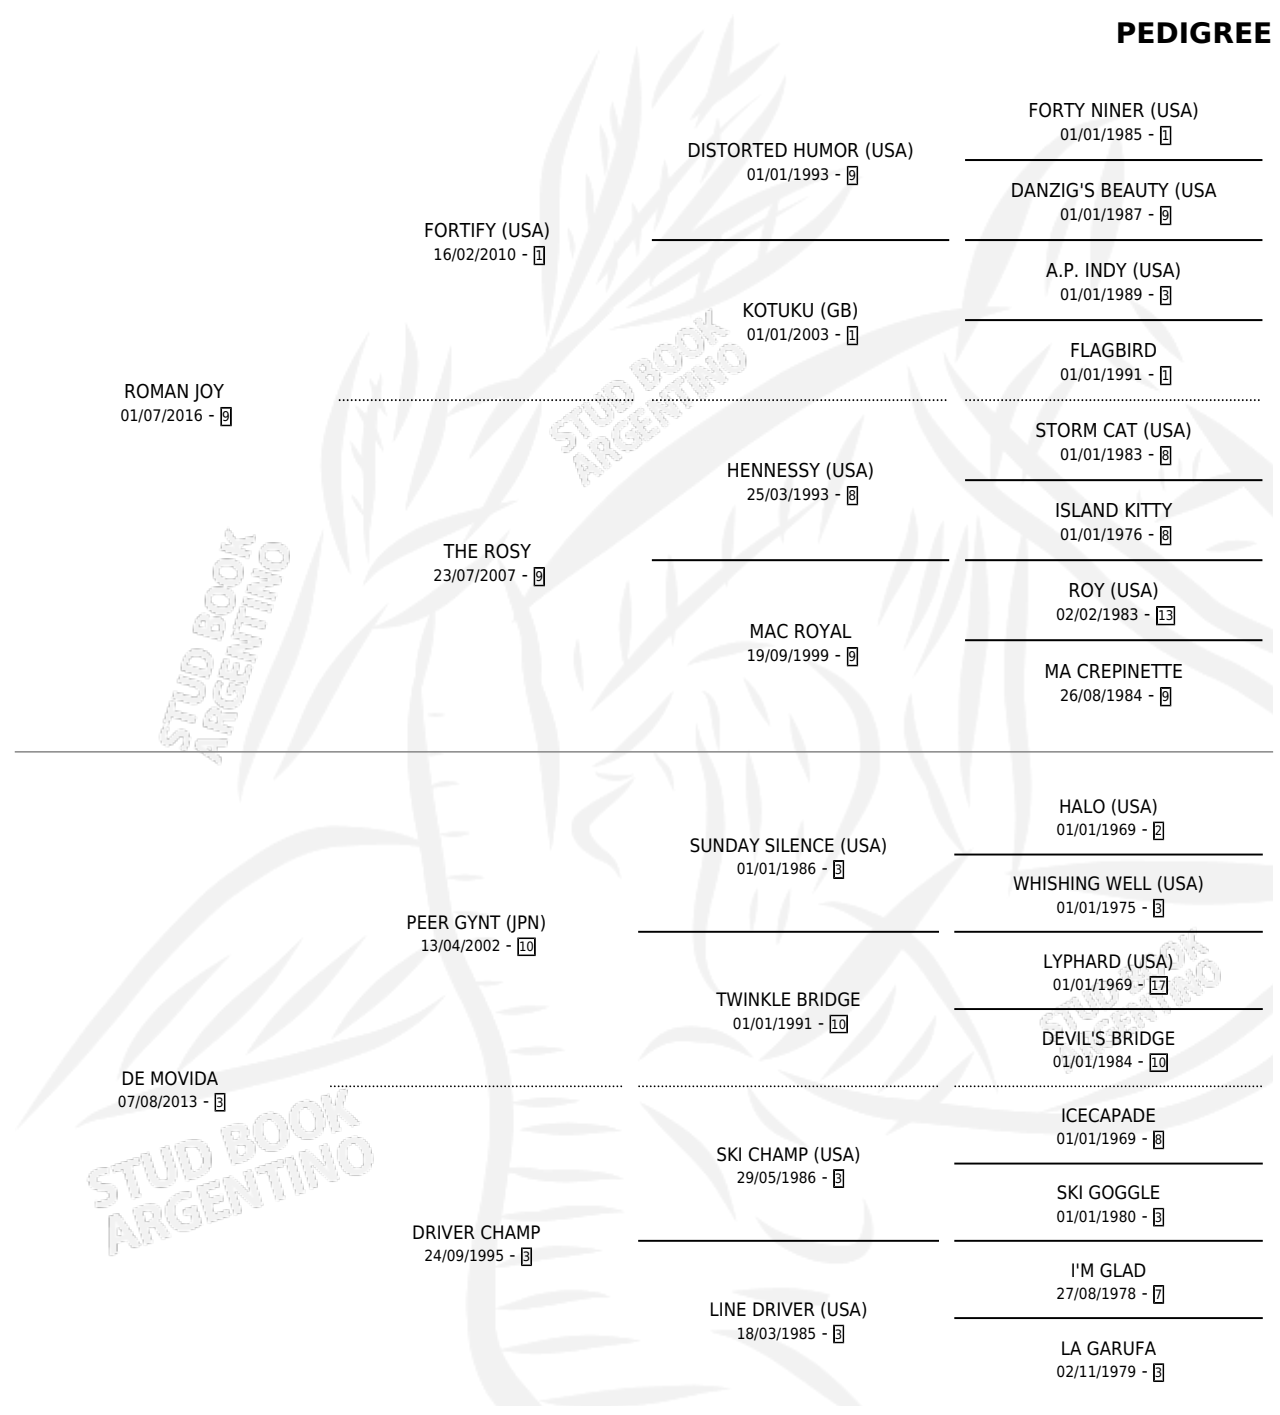 PEDIGREE
FORTY NINER (USA)
01/01/1985 - 1
DISTORTED HUMOR (USA)
01/01/1993 - 9
DANZIG'S BEAUTY (USA
01/01/1987 - 9
FORTIFY (USA)
16/02/2010 - 1
A.P. INDY (USA)
01/01/1989 - 3
KOTUKU (GB)
01/01/2003 - 1
FLAGBIRD
01/01/1991 - 1
ROMAN JOY
01/07/2016 - 9
STORM CAT (USA)
01/01/1983 - 8
HENNESSY (USA)
25/03/1993 - 8
ISLAND KITTY
01/01/1976 - 8
THE ROSY
23/07/2007 - 9
ROY (USA)
02/02/1983 - 13
MAC ROYAL
19/09/1999 - 9
MA CREPINETTE
26/08/1984 - 9
HALO (USA)
01/01/1969 - 2
SUNDAY SILENCE (USA)
01/01/1986 - 3
WHISHING WELL (USA)
01/01/1975 - 3
PEER GYNT (JPN)
13/04/2002 - 10
LYPHARD (USA)
01/01/1969 - 17
TWINKLE BRIDGE
01/01/1991 - 10
DEVIL'S BRIDGE
01/01/1984 - 10
DE MOVIDA
07/08/2013 - 3
ICECAPADE
01/01/1969 - 8
SKI CHAMP (USA)
29/05/1986 - 3
SKI GOGGLE
01/01/1980 - 3
DRIVER CHAMP
24/09/1995 - 3
I'M GLAD
27/08/1978 - 7
LINE DRIVER (USA)
18/03/1985 - 3
LA GARUFA
02/11/1979 - 3
STUD BOOK
ARGENTINO
STUD BOOK
ARGENTINO
STUD BOOK
ARGENTINO
STUD BOOK
ARGENTINO